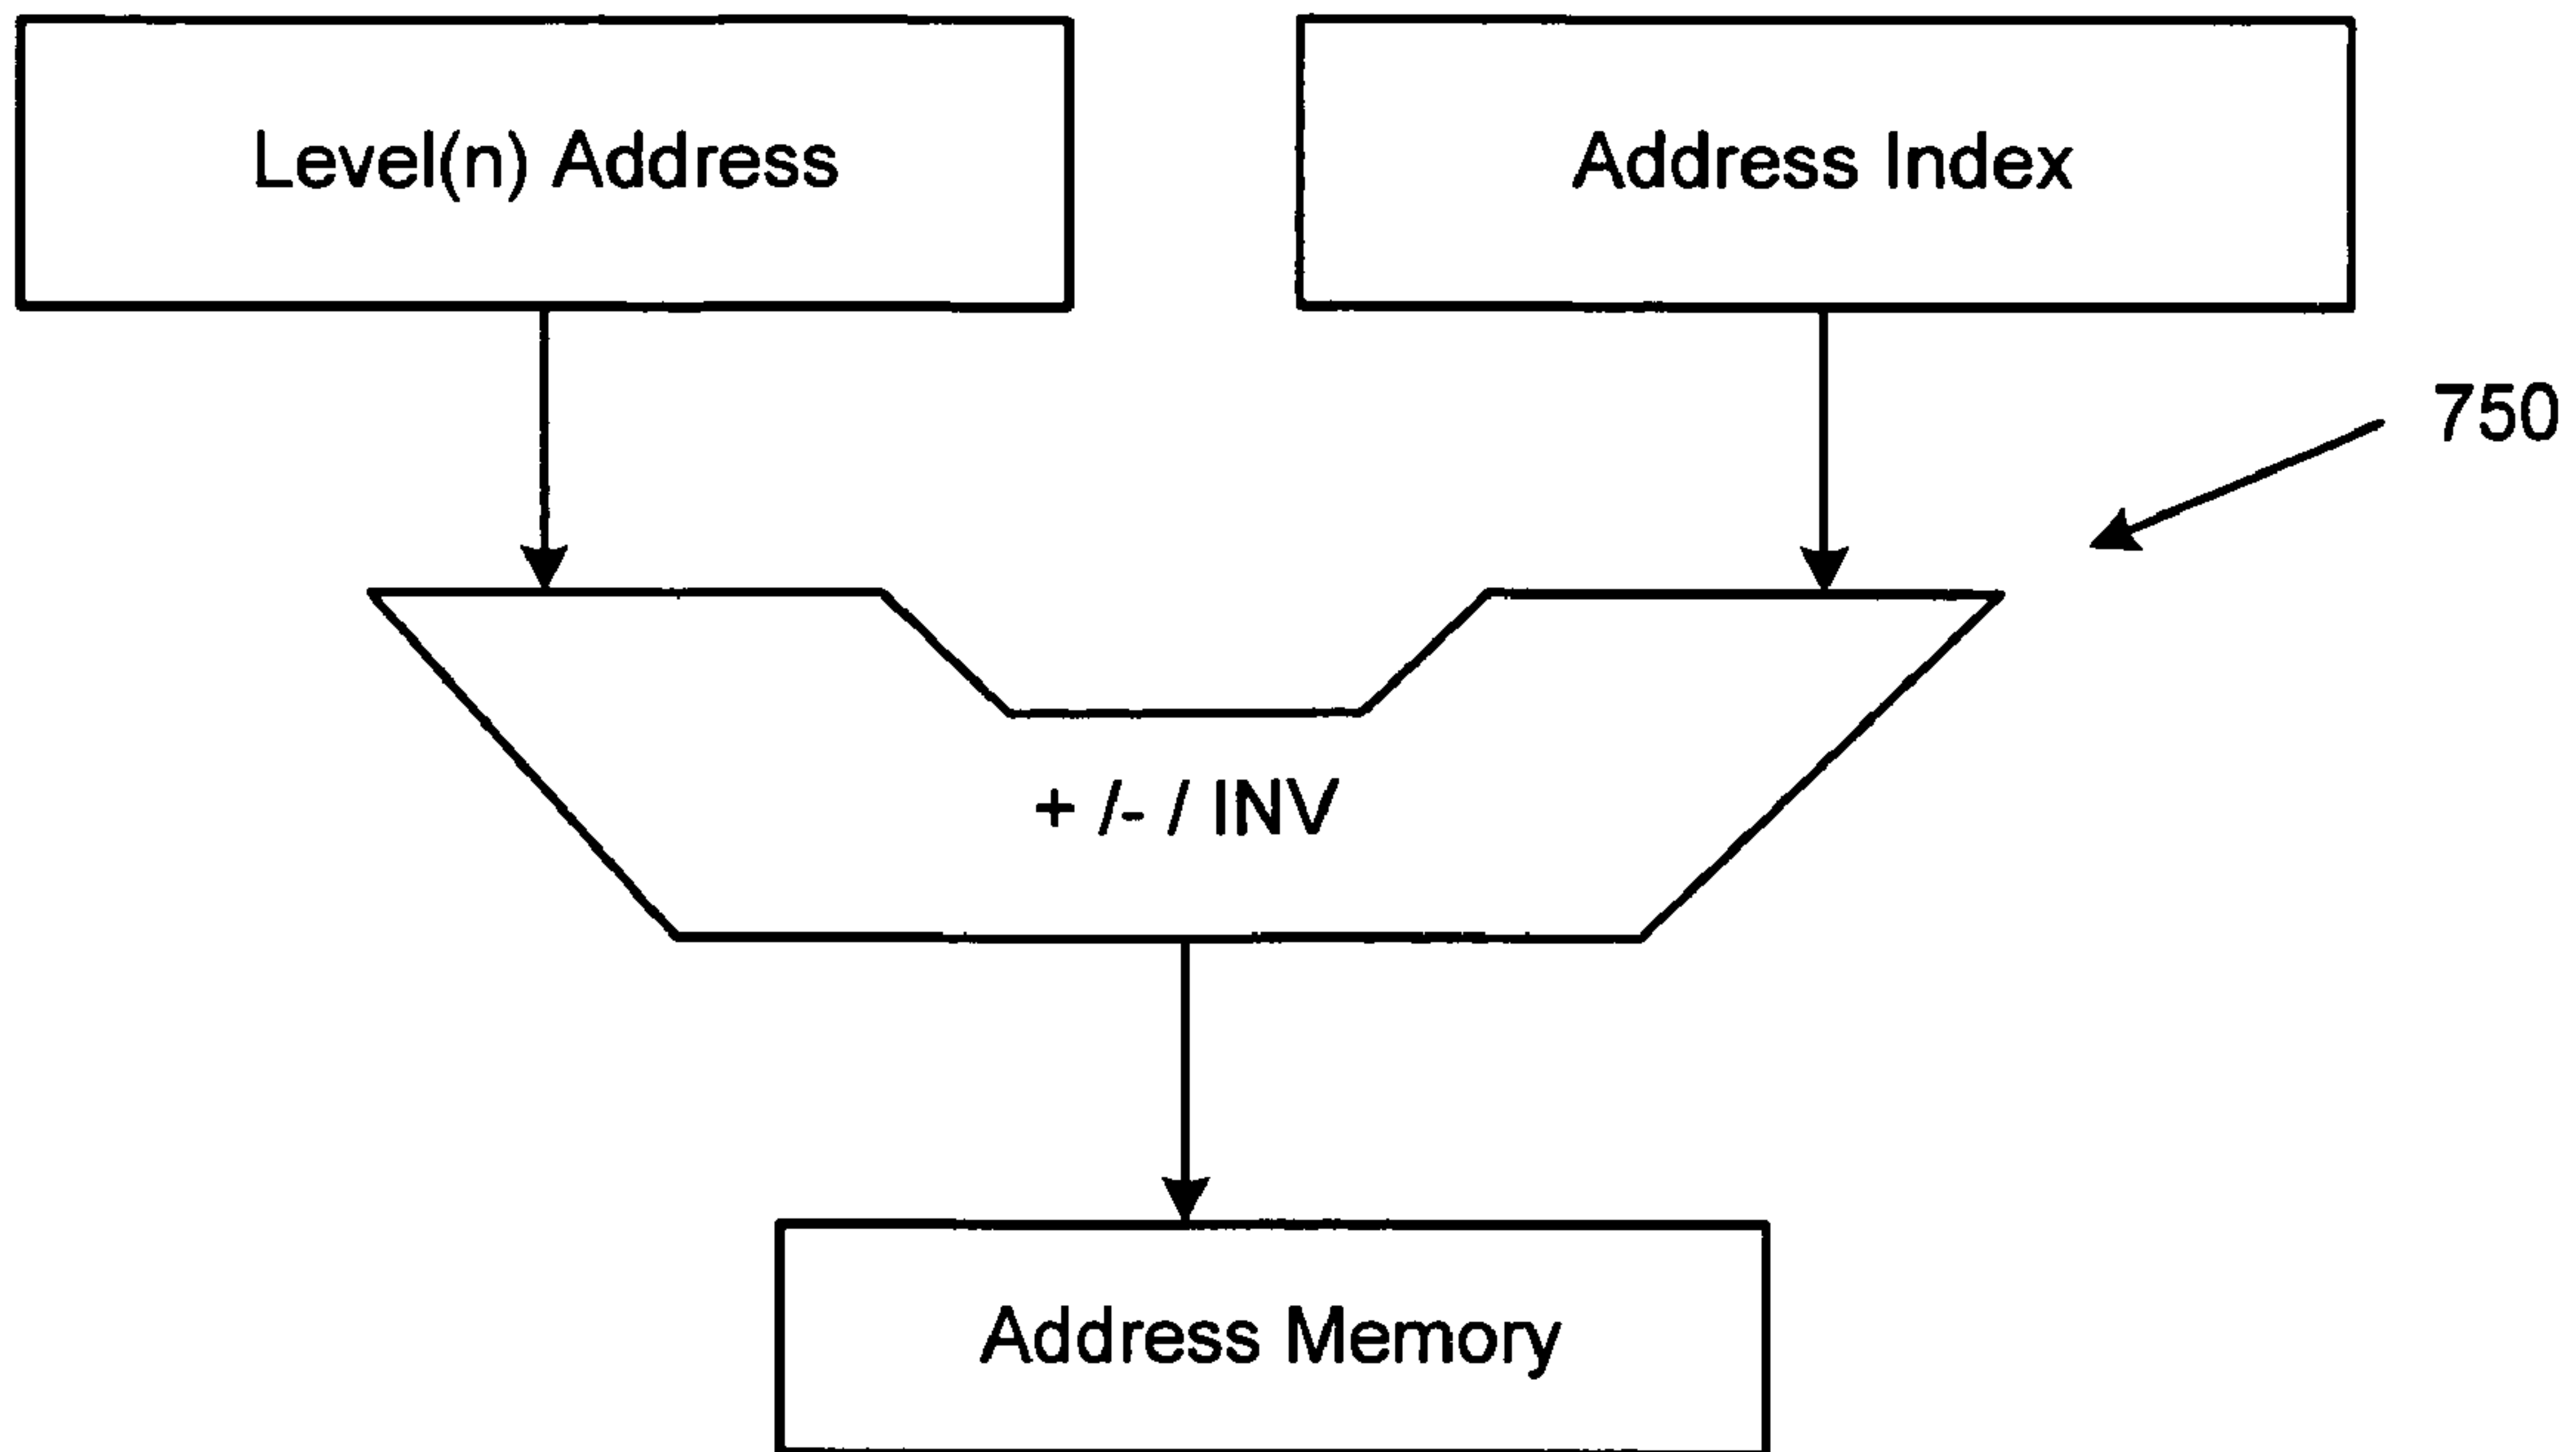 Level(n) Address
Address Index
750
+ /- / INV
Address Memory